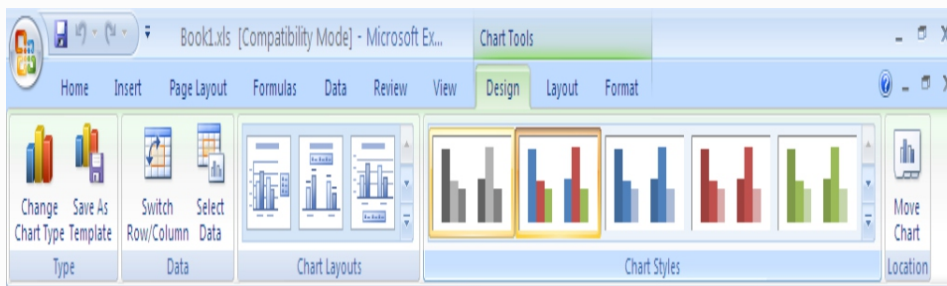 Book1.xls [Compatibility Mode] - Microsoft Ex... Chart Tools
Home Insert Page Layout Formulas Data Review View Design Layout Format
Change Chart Type
Save As Template
Switch Row/Column
Select Data
Move Chart
Type Data Chart Layouts Chart Styles Location